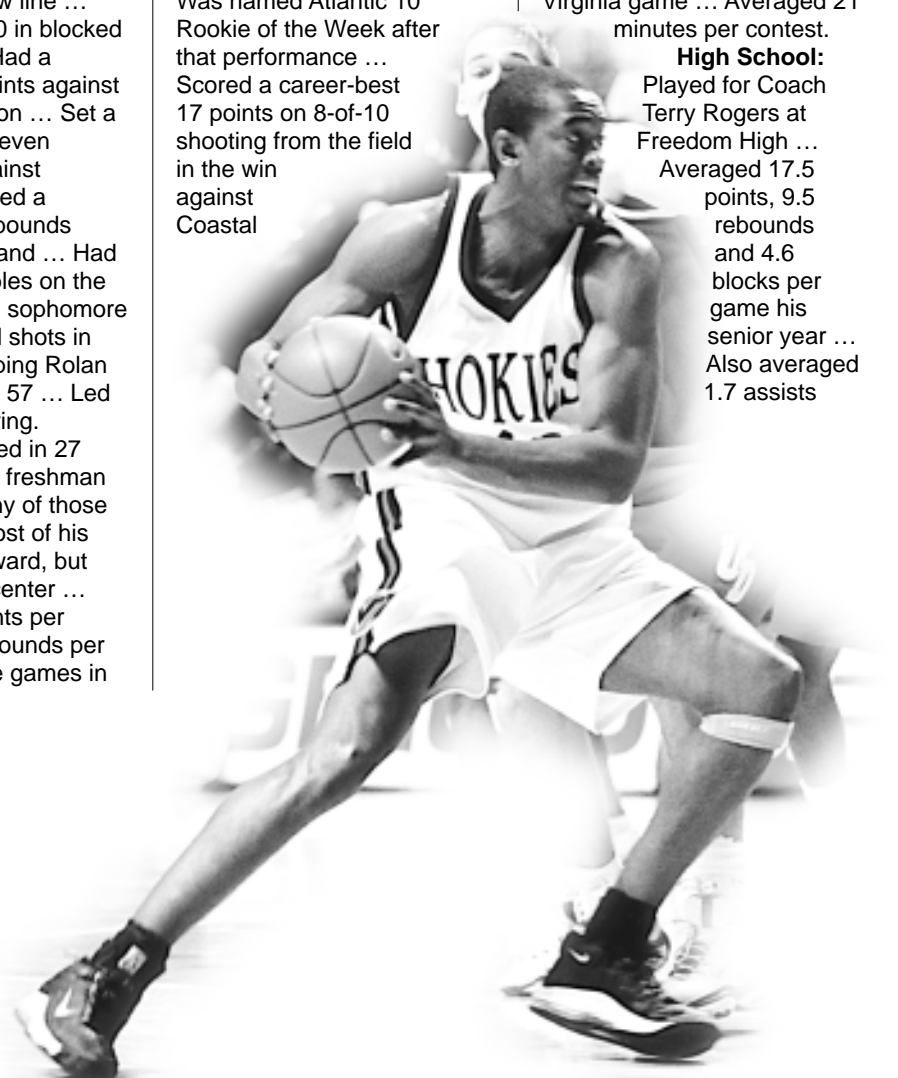 w line …
0 in blocked
Had a
ints against
on … Set a
even
ainst
ed a
bounds
and … Had
oles on the
sophomore
l shots in
oing Rolan
57 … Led
ring.
ed in 27
freshman
ny of those
ost of his
ward, but
center …
nts per
ounds per
e games in
Was named Atlantic 10
Rookie of the Week after
that performance …
Scored a career-best
17 points on 8-of-10
shooting from the field
in the win
against
Coastal
Virginia game … Averaged 21
minutes per contest.
High School:
Played for Coach
Terry Rogers at
Freedom High …
Averaged 17.5
points, 9.5
rebounds
and 4.6
blocks per
game his
senior year …
Also averaged
1.7 assists
HOKIES